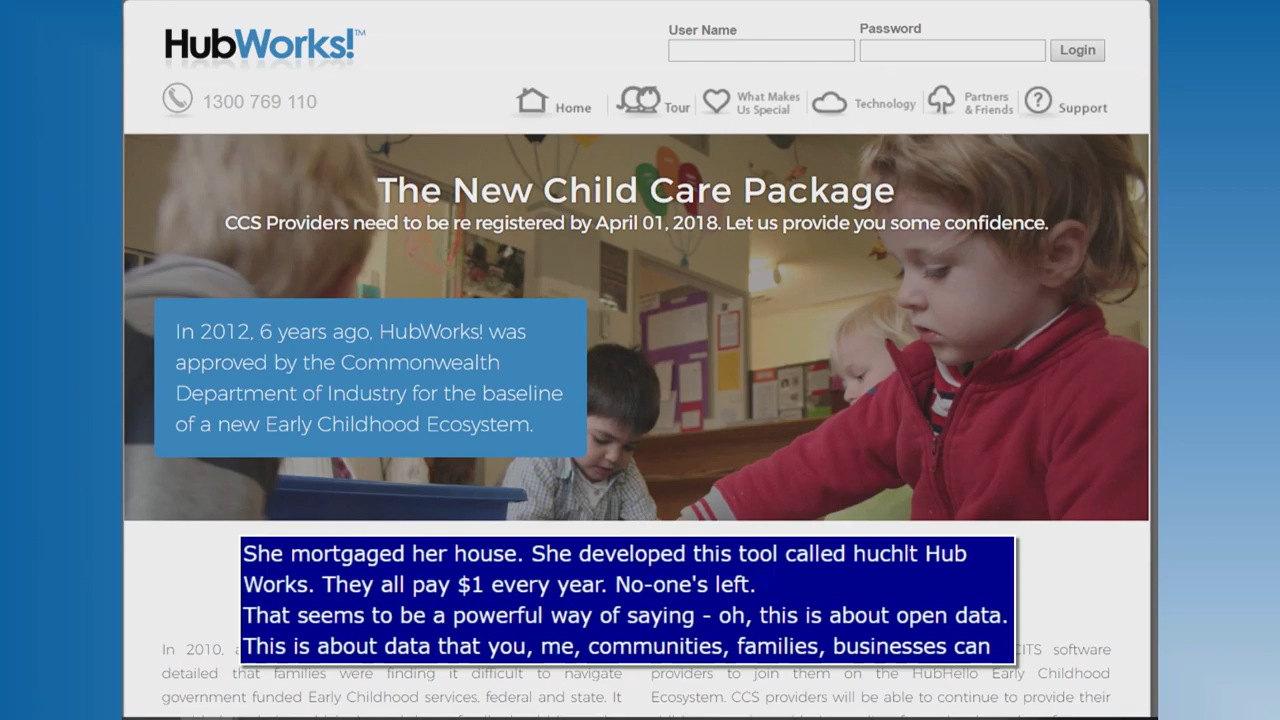 HubWorks!™
User Name
Password
Login
1300 769 110
Home
Tour
What Makes
Us Special
Technology
Partners
& Friends
Support
The New Child Care Package
CCS Providers need to be re registered by April 01, 2018. Let us provide you some confidence.
In 2012, 6 years ago, HubWorks! was
approved by the Commonwealth
Department of Industry for the baseline
of a new Early Childhood Ecosystem.
She mortgaged her house. She developed this tool called huchlt Hub
Works. They all pay $1 every year. No-one's left.
That seems to be a powerful way of saying - oh, this is about open data.
This is about data that you, me, communities, families, businesses can
In 2010,
detailed that families were finding it difficult to navigate
government funded Early Childhood services, federal and state. It
software
providers to join them on the HubHello Early Childhood
Ecosystem. CCS providers will be able to continue to provide their